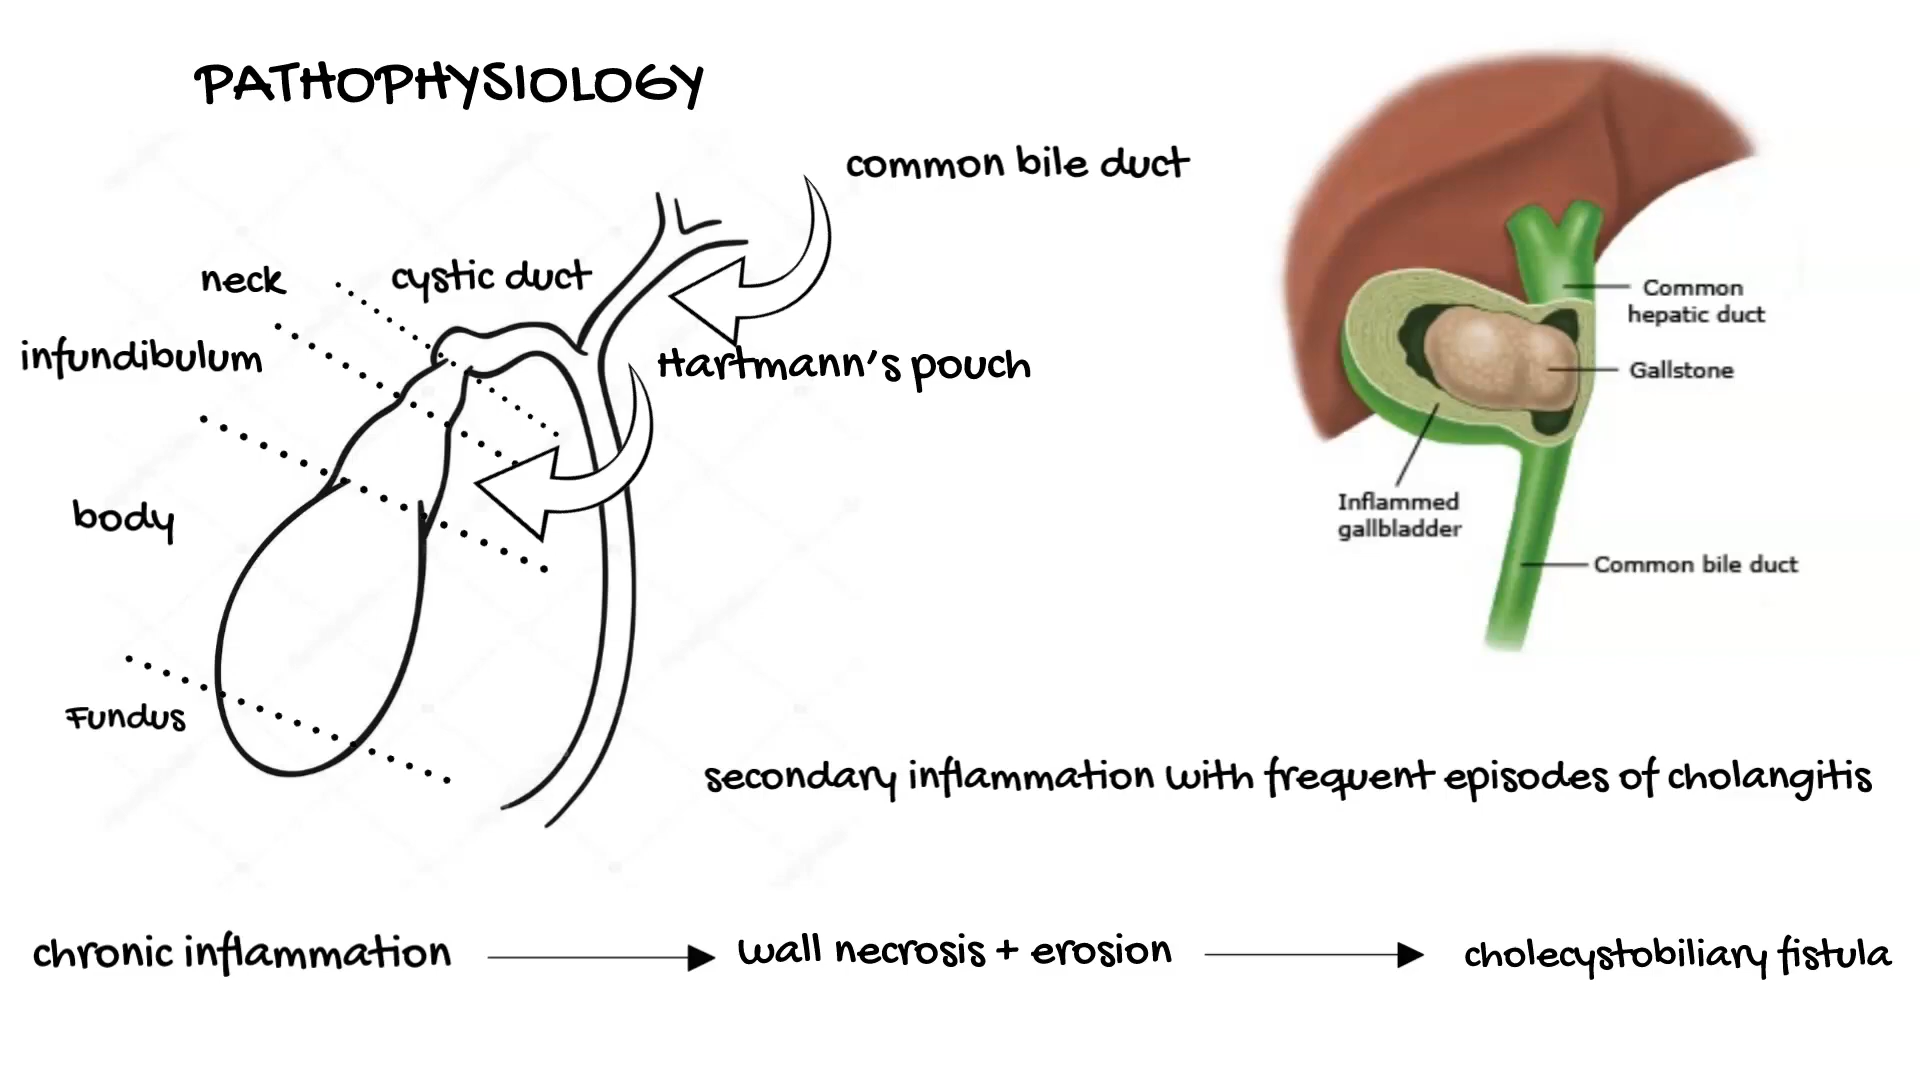 PATHOPHYSIOLOGY
common bile duct
neck
cystic duct
infundibulum
Hartmann's pouch
body
Fundus
Common
hepatic duct
Gallstone
Inflammed
gallbladder
Common bile duct
secondary inflammation with frequent episodes of cholangitis
chronic inflammation
wall necrosis + erosion
cholecystobiliary fistula